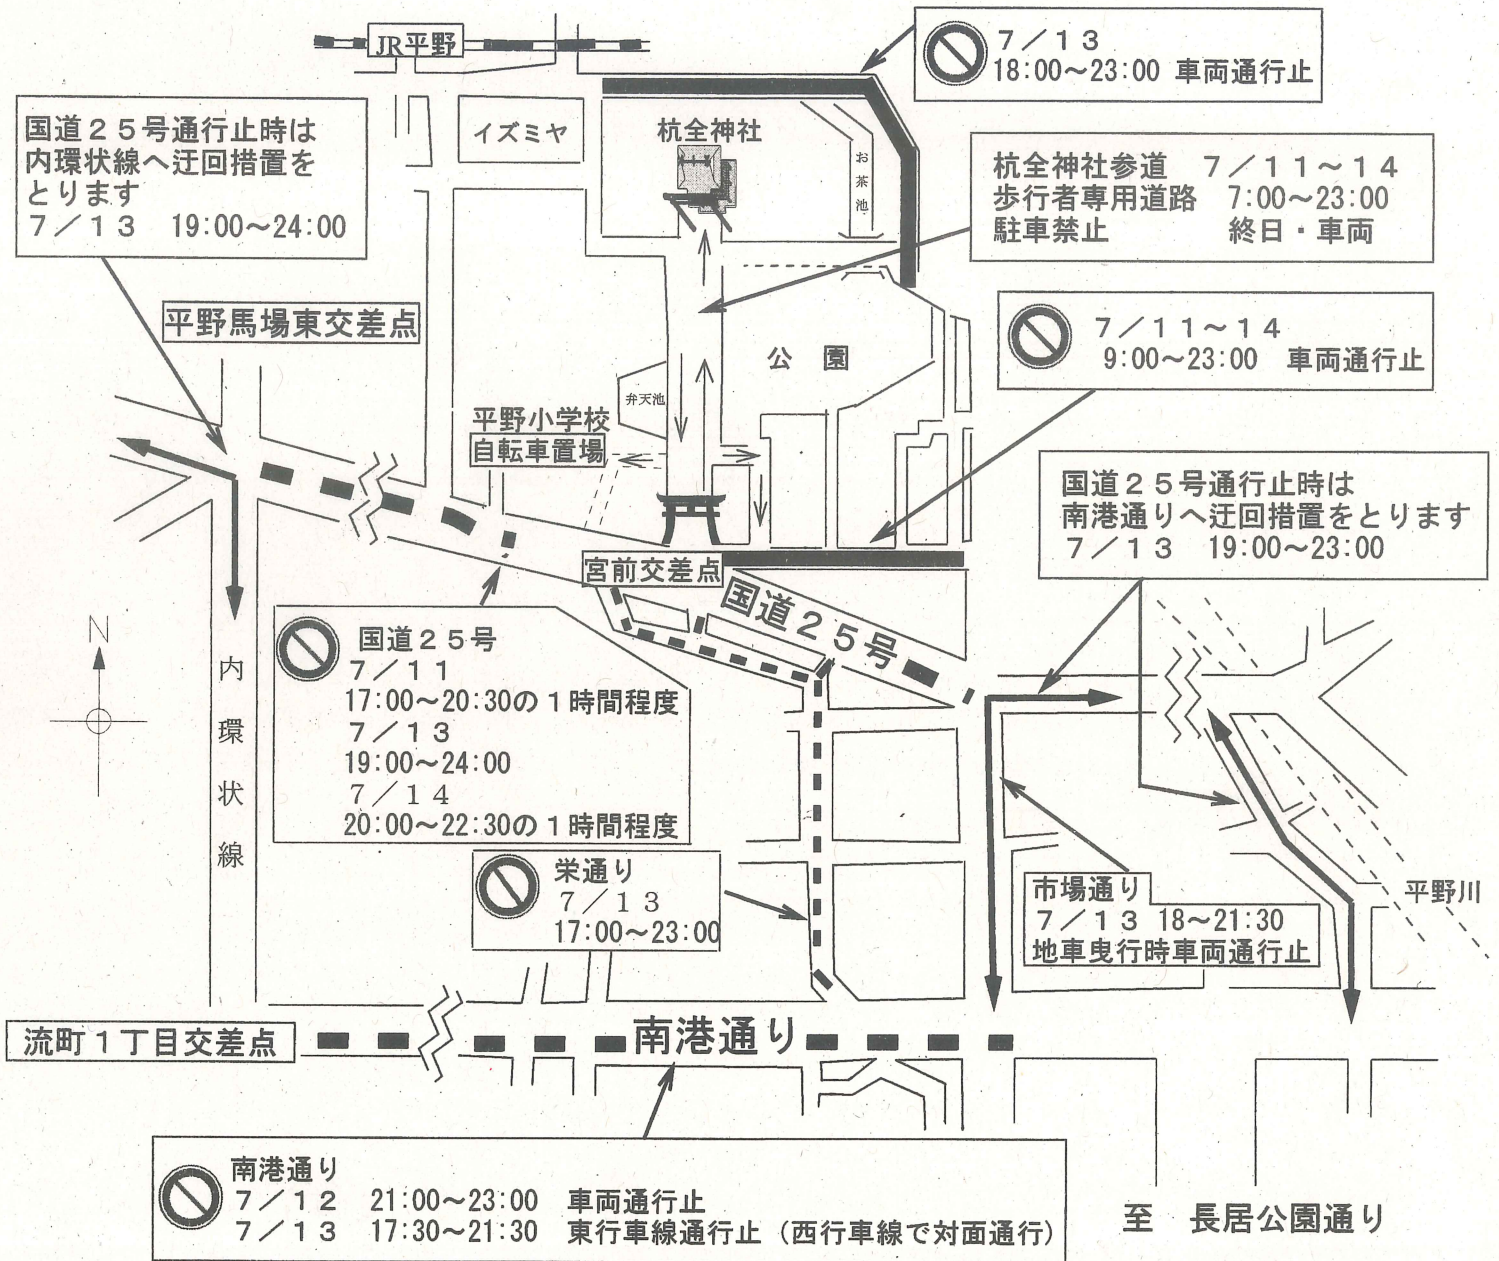 JR平野
7／13
18:00～23:00 車両通行止
国道２５号通行止時は
内環状線へ迂回措置を
とります
7／13 19:00～24:00
イズミヤ
杭全神社
お茶池
杭全神社参道 7／11～14
歩行者専用道路 7:00～23:00
駐車禁止 終日・車両
平野馬場東交差点
7／11～14
9:00～23:00 車両通行止
公園
弁天池
平野小学校
自転車置場
国道２５号通行止時は
南港通りへ迂回措置をとります
7／13 19:00～23:00
宮前交差点
国道２５号
N
内環状線
国道２５号
7／11
17:00～20:30の１時間程度
7／13
19:00～24:00
7／14
20:00～22:30の１時間程度
栄通り
7／13
17:00～23:00
市場通り
7／13 18～21:30
地車曳行時車両通行止
平野川
流町１丁目交差点
南港通り
南港通り
7／12 21:00～23:00 車両通行止
7／13 17:30～21:30 東行車線通行止（西行車線で対面通行）
至 長居公園通り